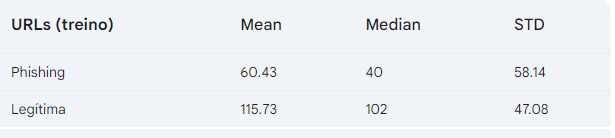 URLs (treino) Mean Median STD
Phishing 60.43 40 58.14
Legítima 115.73 102 47.08